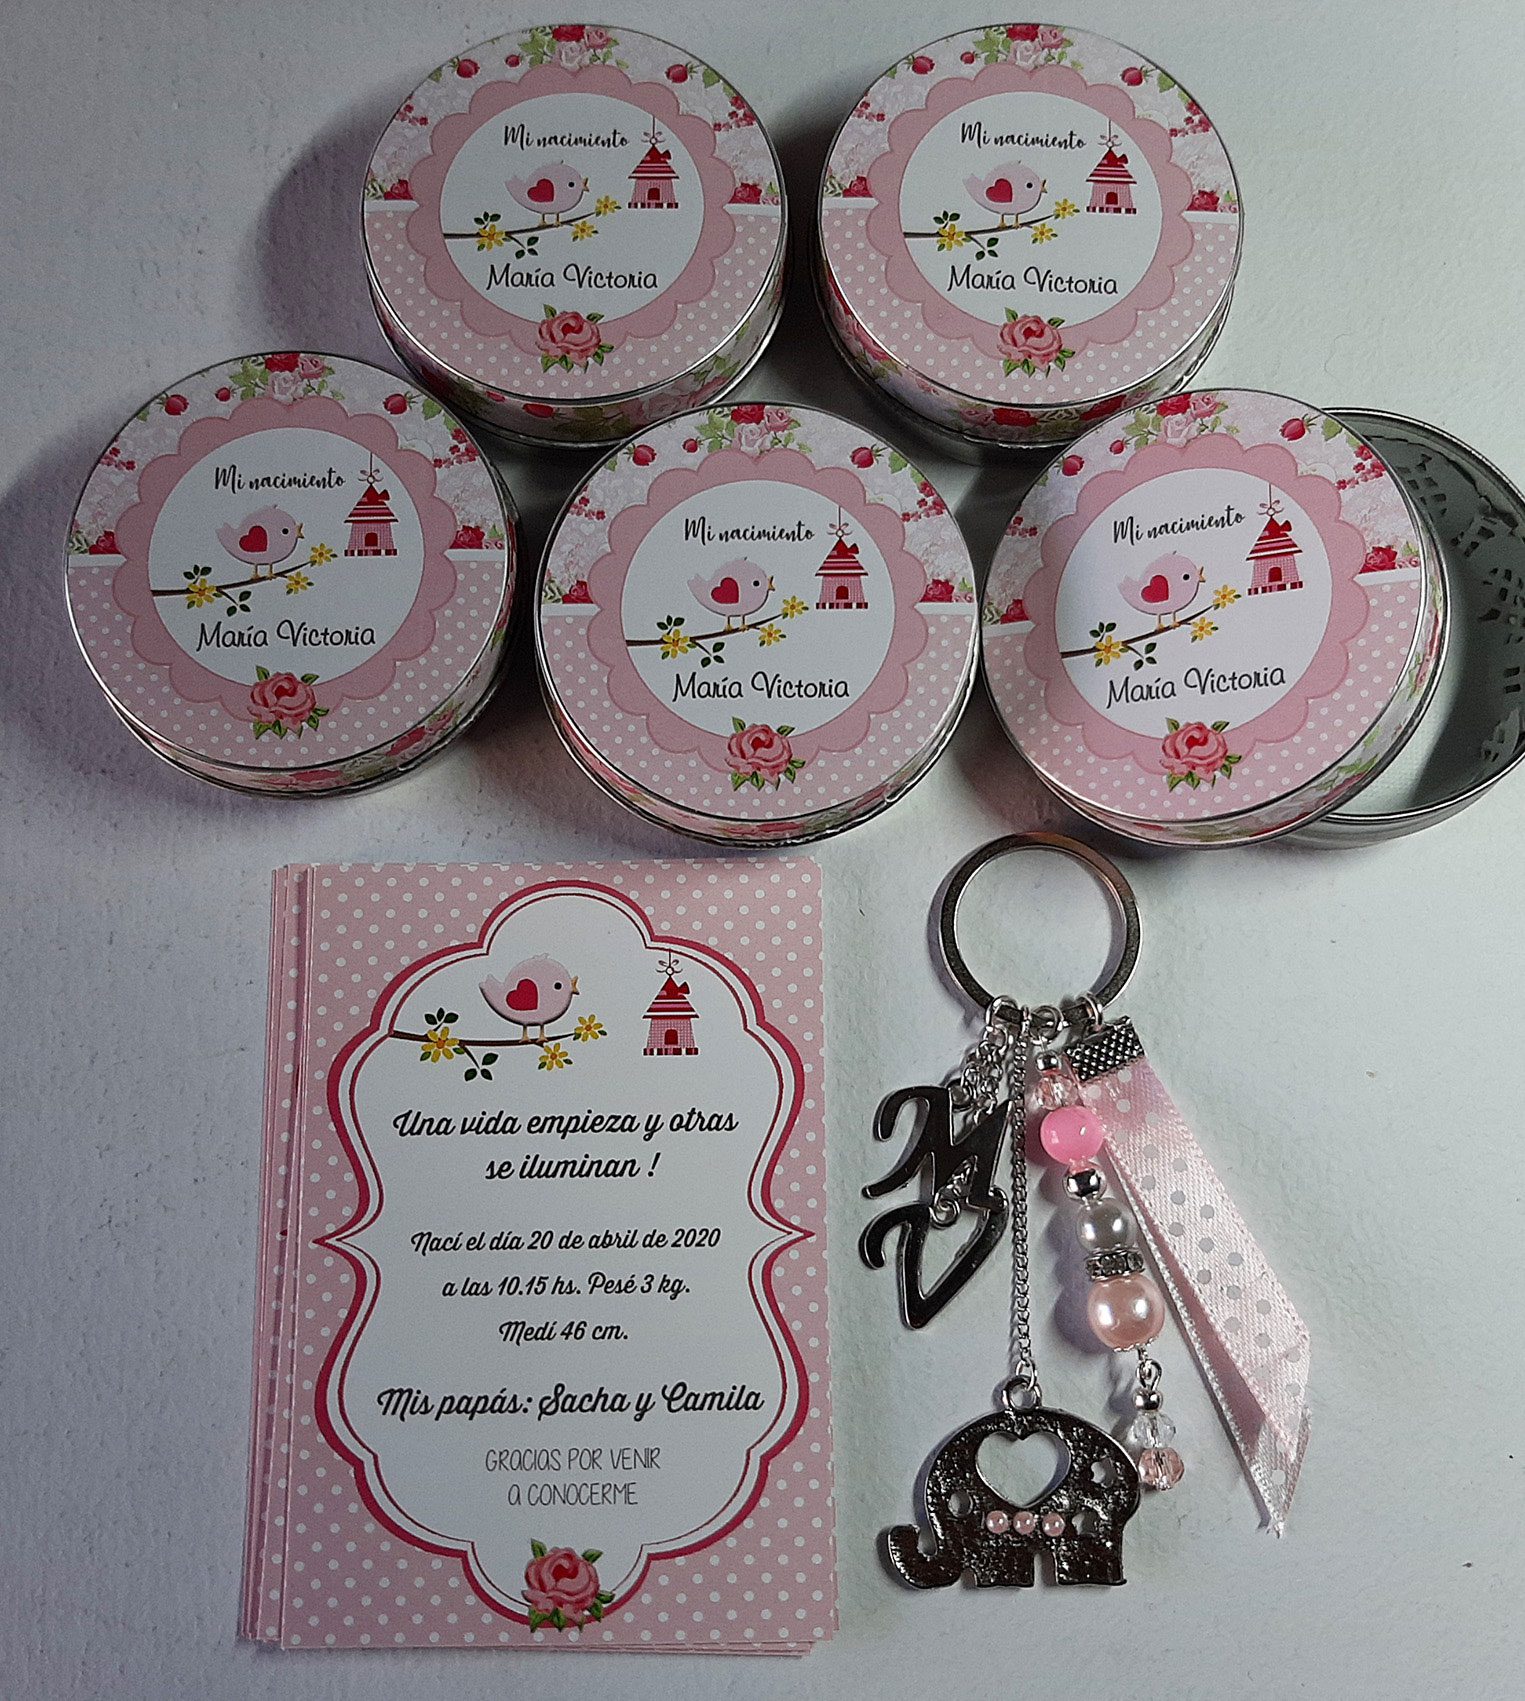 Mi nacimiento
María Victoria
Mi nacimiento
María Victoria
Mi nacimiento
María Victoria
Mi nacimiento
María Victoria
Mi nacimiento
María Victoria
Una vida empieza y otras
se iluminan !
Nací el día 20 de abril de 2020
a las 10.15 hs. Pesé 3 kg.
Medí 46 cm.
Mis papás: Sacha y Camila
GRACIAS POR VENIR
A CONOCERME
M
V